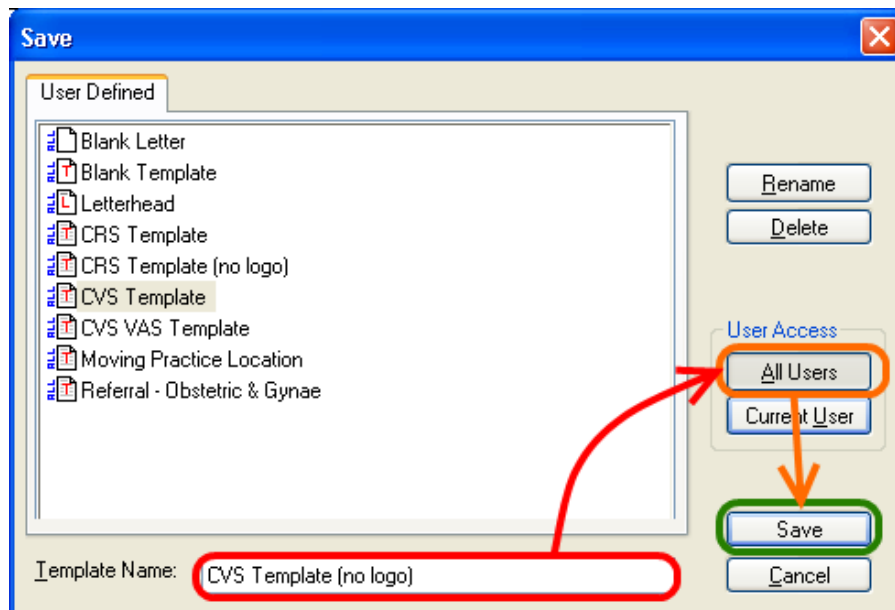 Save
User Defined
Blank Letter
Blank Template
Letterhead
CRS Template
CRS Template (no logo)
CVS Template
CVS VAS Template
Moving Practice Location
Referral - Obstetric & Gynae
Rename
Delete
User Access
All Users
Current User
Save
Template Name: CVS Template (no logo)
Cancel